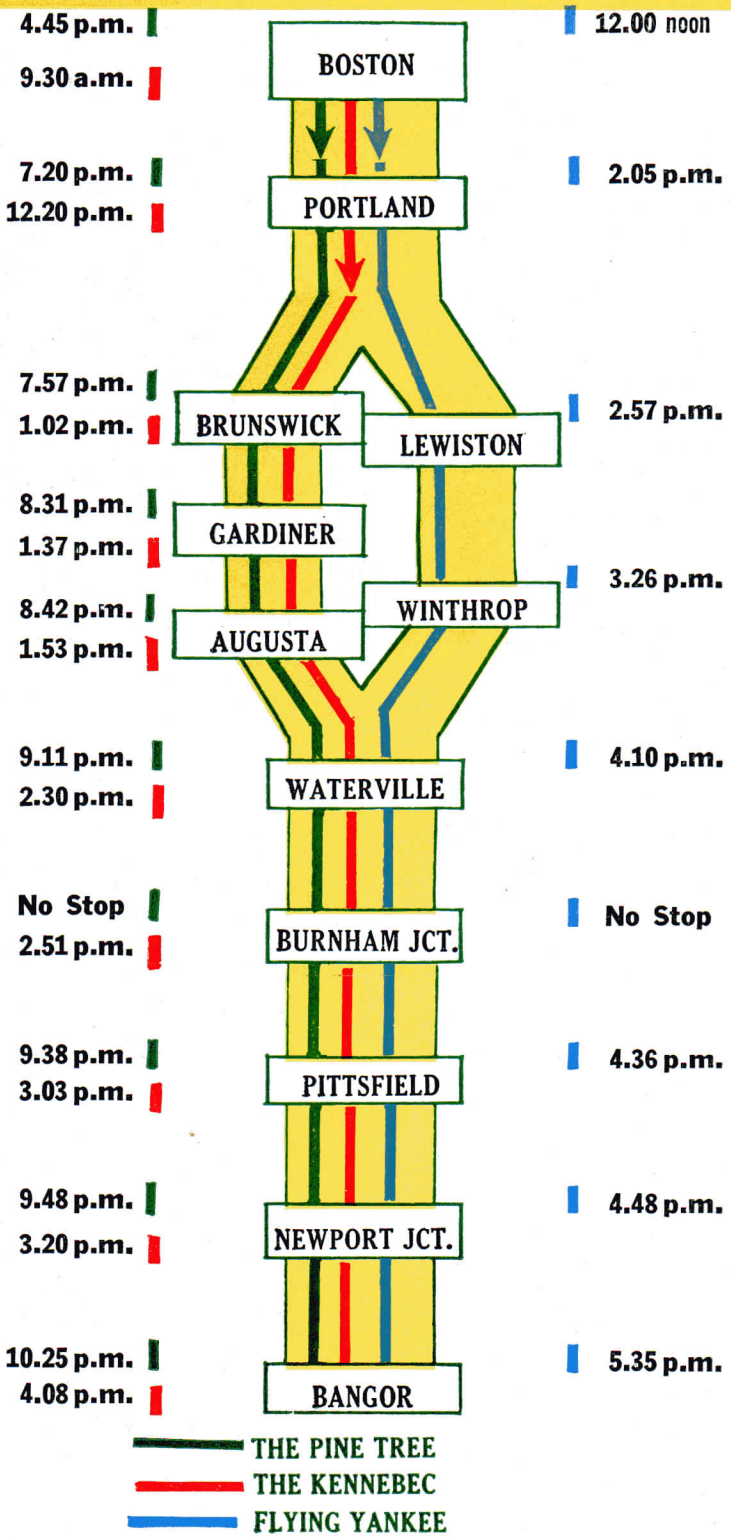 4.45 p.m.
12.00 noon
BOSTON
9.30 a.m.
7.20 p.m.
2.05 p.m.
PORTLAND
12.20 p.m.
7.57 p.m.
1.02 p.m.
BRUNSWICK
2.57 p.m.
LEWISTON
8.31 p.m.
GARDINER
1.37 p.m.
3.26 p.m.
WINTHROP
8.42 p.m.
AUGUSTA
1.53 p.m.
9.11 p.m.
4.10 p.m.
WATERVILLE
2.30 p.m.
No Stop
No Stop
BURNHAM JCT.
2.51 p.m.
9.38 p.m.
4.36 p.m.
PITTSFIELD
3.03 p.m.
9.48 p.m.
4.48 p.m.
NEWPORT JCT.
3.20 p.m.
10.25 p.m.
5.35 p.m.
BANGOR
4.08 p.m.
THE PINE TREE
THE KENNEBEC
FLYING YANKEE